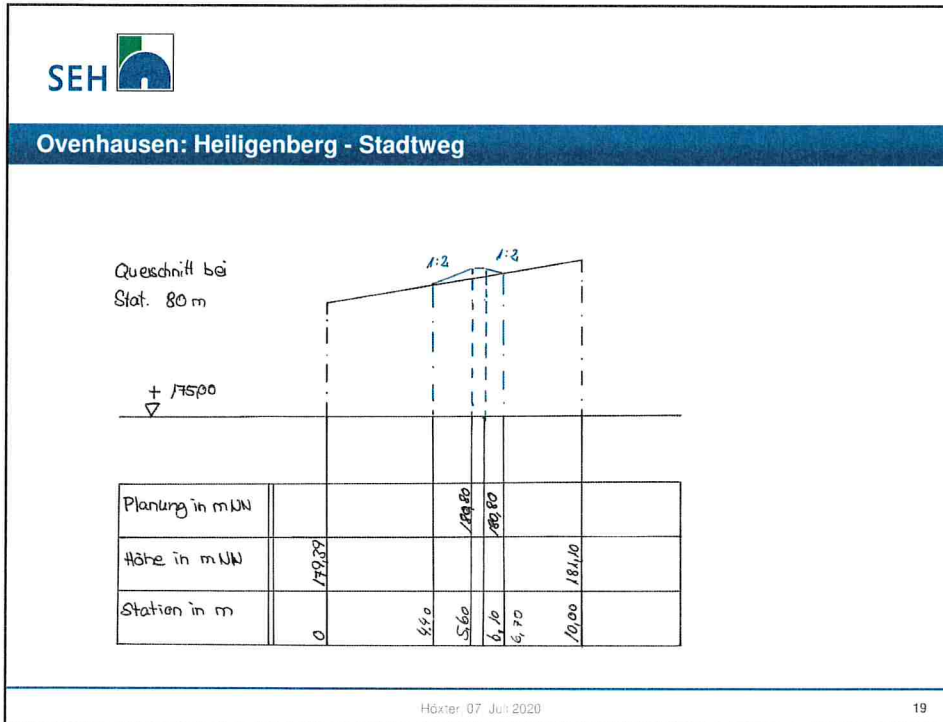 SEH
Ovenhausen: Heiligenberg - Stadtweg
Querschnitt bei
Stat. 80 m
1:2
1:2
+ 175,00
Planung in mNN
180,80
180,80
Höhe in mNN
179,39
181,10
Station in m
0
4,40
5,60
6,10
6,70
10,00
Höxter 07 Juli 2020
19